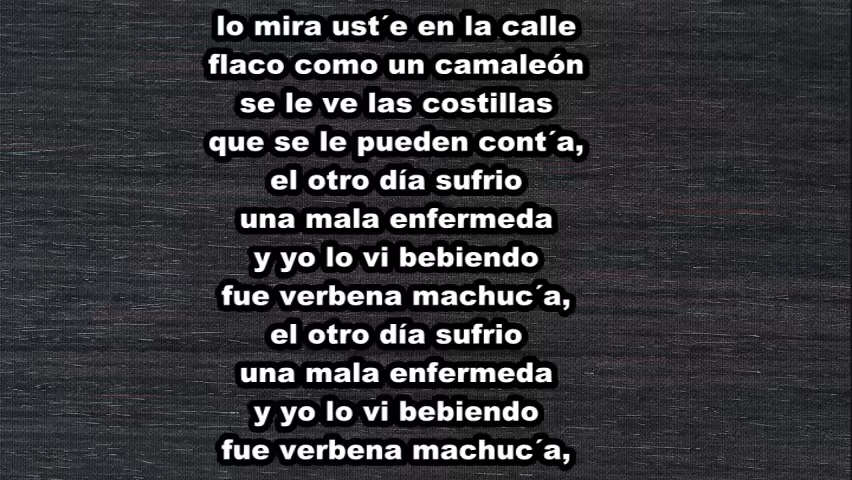 lo mira ust´e en la calle
flaco como un camaleón
se le ve las costillas
que se le pueden cont´a,
el otro día sufrio
una mala enfermeda
y yo lo vi bebiendo
fue verbena machuc´a,
el otro día sufrio
una mala enfermeda
y yo lo vi bebiendo
fue verbena machuc´a,